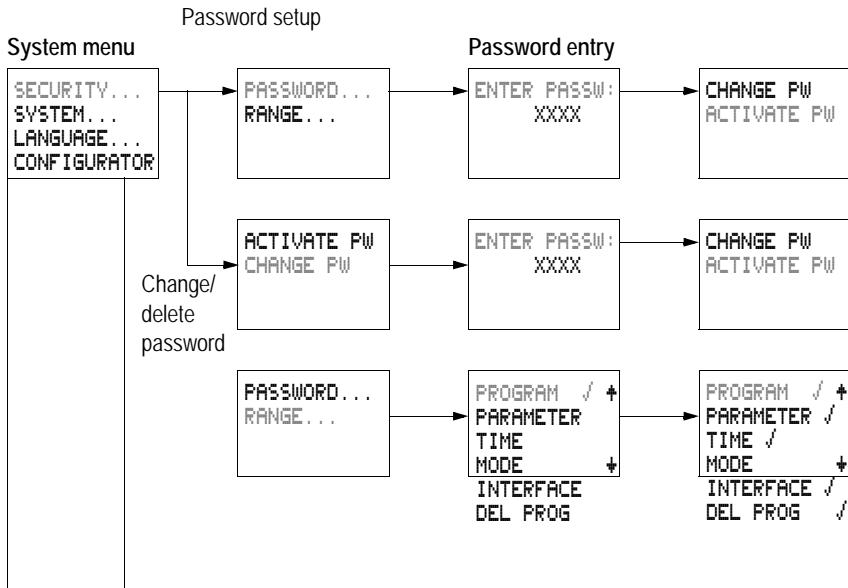 Password setup
System menu
Password entry
SECURITY...
SYSTEM...
LANGUAGE...
CONFIGURATOR
PASSWORD...
RANGE...
ENTER PASSW:
XXXX
CHANGE PW
ACTIVATE PW
Change/
delete
password
ACTIVATE PW
CHANGE PW
ENTER PASSW:
XXXX
CHANGE PW
ACTIVATE PW
PASSWORD...
RANGE...
PROGRAM √
PARAMETER
TIME
MODE
INTERFACE
DEL PROG
PROGRAM √
PARAMETER √
TIME √
MODE
INTERFACE √
DEL PROG √